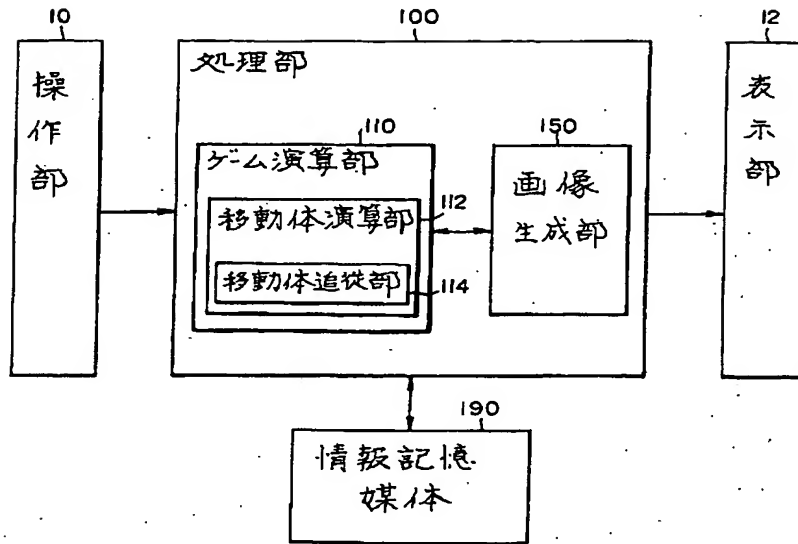 10
100
12
操
作
部
処理部
110
ゲーム演算部
移動体演算部
112
移動体追従部
114
150
画像
生成部
表
示
部
190
情報記憶
媒体